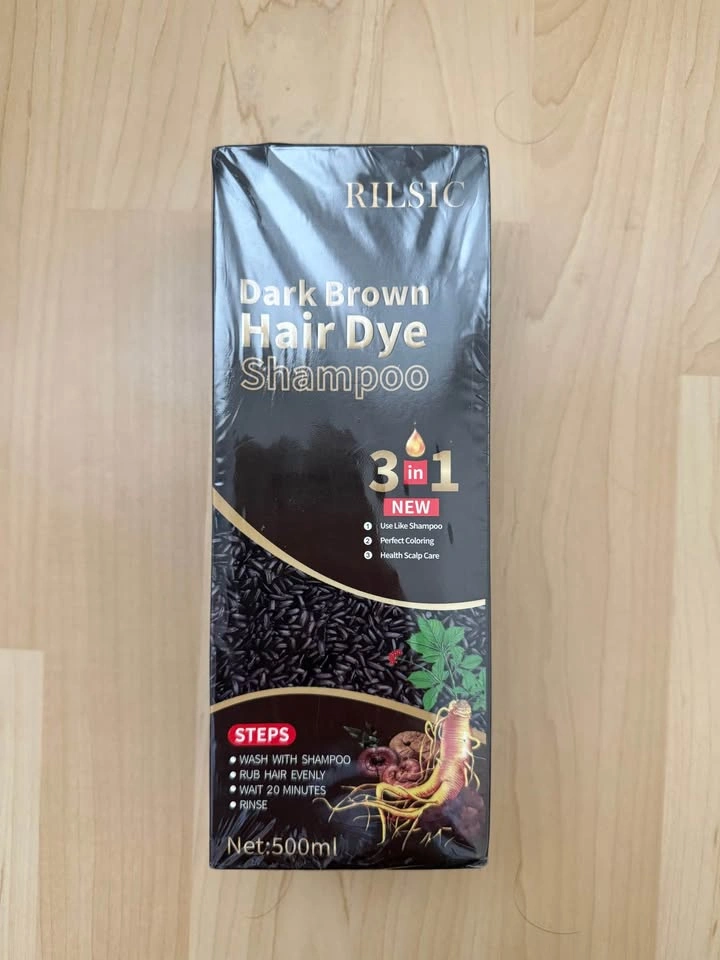 RILSIC
Dark Brown
Hair Dye
Shampoo
3 in 1
NEW
1 Use Like Shampoo
2 Perfect Coloring
3 Health Scalp Care
STEPS
WASH WITH SHAMPOO
RUB HAIR EVENLY
WAIT 20 MINUTES
RINSE
Net:500ml